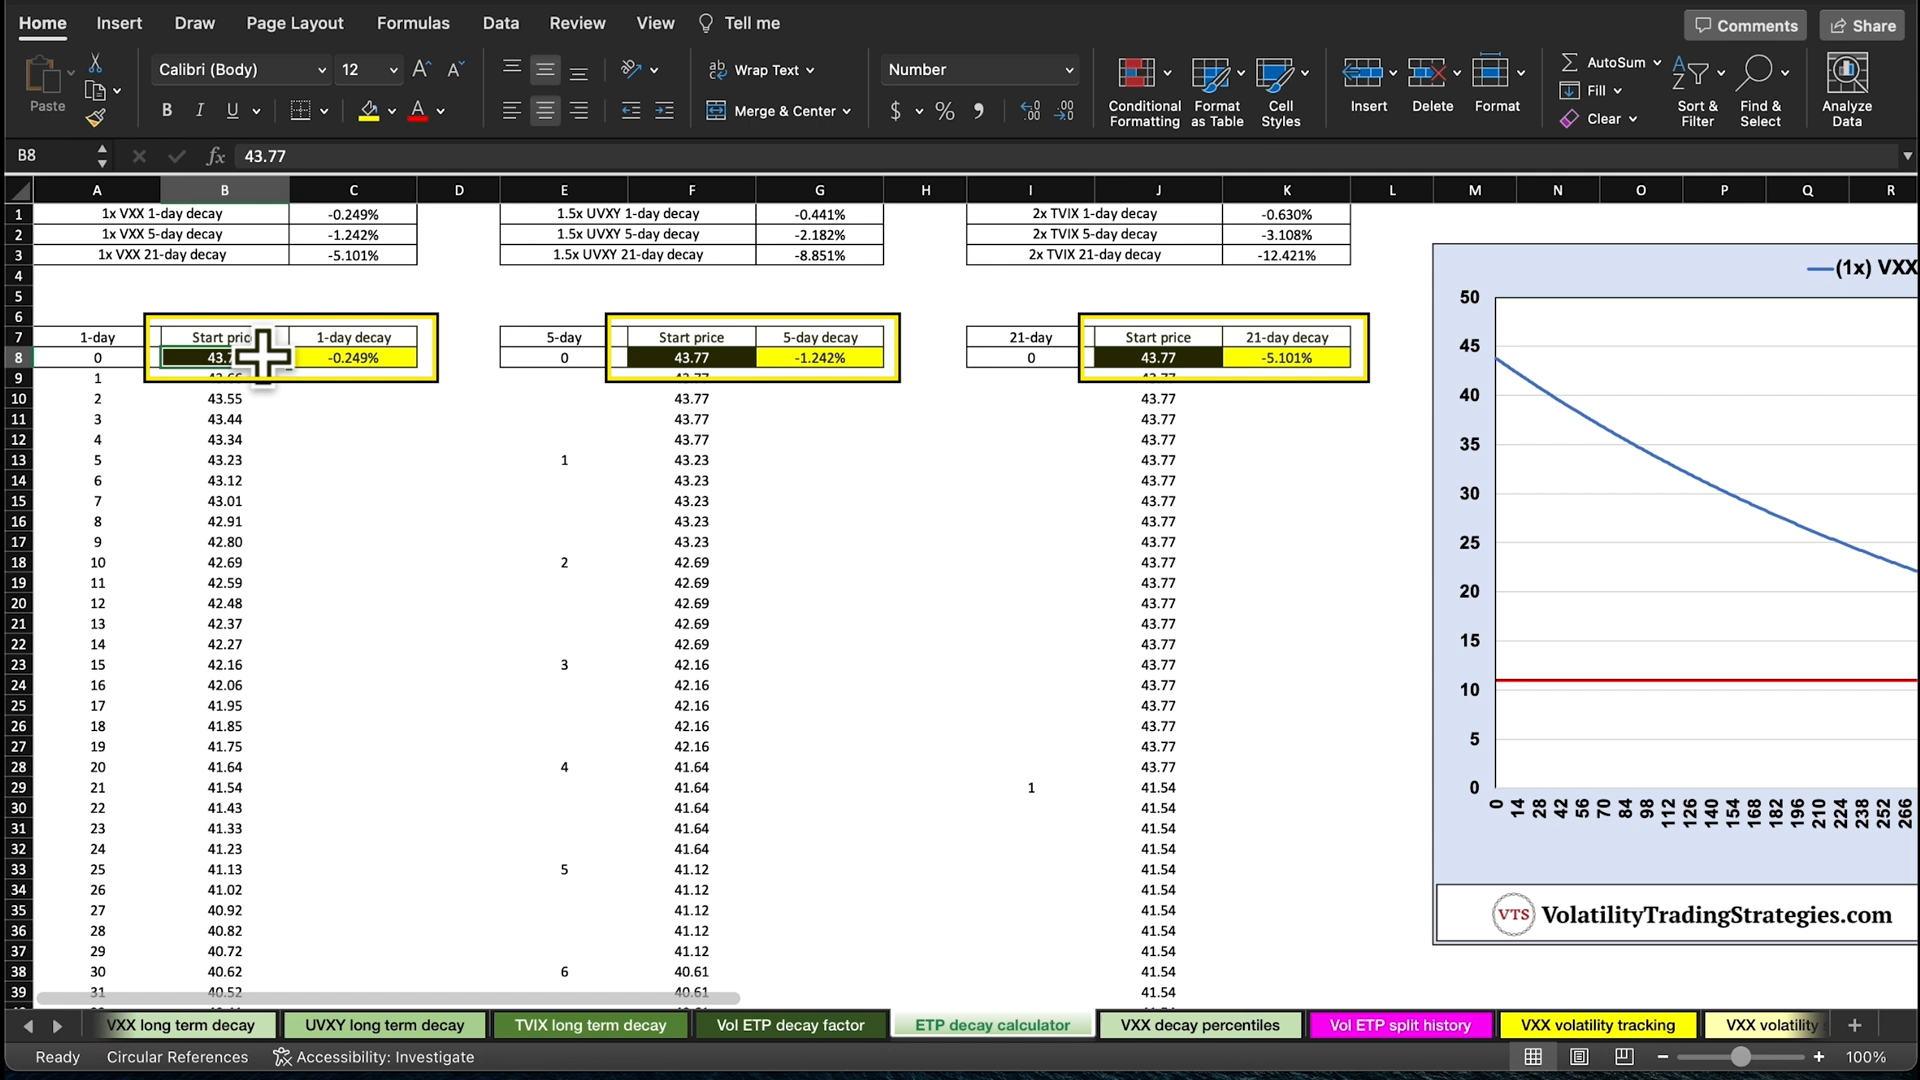 Home Insert Draw Page Layout Formulas Data Review View Tell me Comments Share
Paste Calibri (Body) 12 Wrap Text Merge & Center Number Conditional Formatting Format as Table Cell Styles Insert Delete Format AutoSum Fill Clear Sort & Filter Find & Select Analyze Data
B8 fx 43.77
A B C D E F G H I J K L M N O P Q R
1 1x VXX 1-day decay -0.249% 1.5x UVXY 1-day decay -0.441% 2x TVIX 1-day decay -0.630%
2 1x VXX 5-day decay -1.242% 1.5x UVXY 5-day decay -2.182% 2x TVIX 5-day decay -3.108%
3 1x VXX 21-day decay -5.101% 1.5x UVXY 21-day decay -8.851% 2x TVIX 21-day decay -12.421%
4
5
6
7 1-day Start 1-day decay 5-day Start price 5-day decay 21-day Start price 21-day decay
8 0 -0.249% 0 43.77 -1.242% 0 43.77 -5.101%
9 1
10 2 43.55 43.77 43.77
11 3 43.44 43.77 43.77
12 4 43.34 43.77 43.77
13 5 43.23 1 43.23 43.77
14 6 43.12 43.23 43.77
15 7 43.01 43.23 43.77
16 8 42.91 43.23 43.77
17 9 42.80 43.23 43.77
18 10 42.69 2 42.69 43.77
19 11 42.59 42.69 43.77
20 12 42.48 42.69 43.77
21 13 42.37 42.69 43.77
22 14 42.27 42.69 43.77
23 15 42.16 3 42.16 43.77
24 16 42.06 42.16 43.77
25 17 41.95 42.16 43.77
26 18 41.85 42.16 43.77
27 19 41.75 42.16 43.77
28 20 41.64 4 41.64 43.77
29 21 41.54 41.64 1 41.54
30 22 41.43 41.64 41.54
31 23 41.33 41.64 41.54
32 24 41.23 41.64 41.54
33 25 41.13 5 41.12 41.54
34 26 41.02 41.12 41.54
35 27 40.92 41.12 41.54
36 28 40.82 41.12 41.54
37 29 40.72 41.12 41.54
38 30 40.62 6 40.61 41.54
39 31 40.52 40.61 41.54
(1x) VXX
50
45
40
35
30
25
20
15
10
5
0
0 14 28 42 56 70 84 98 112 126 140 154 168 182 196 210 224 238 252 266
VTS VolatilityTradingStrategies.com
VXX long term decay UVXY long term decay TVIX long term decay Vol ETP decay factor ETP decay calculator VXX decay percentiles Vol ETP split history VXX volatility tracking VXX volatility
Ready Circular References Accessibility: Investigate 100%